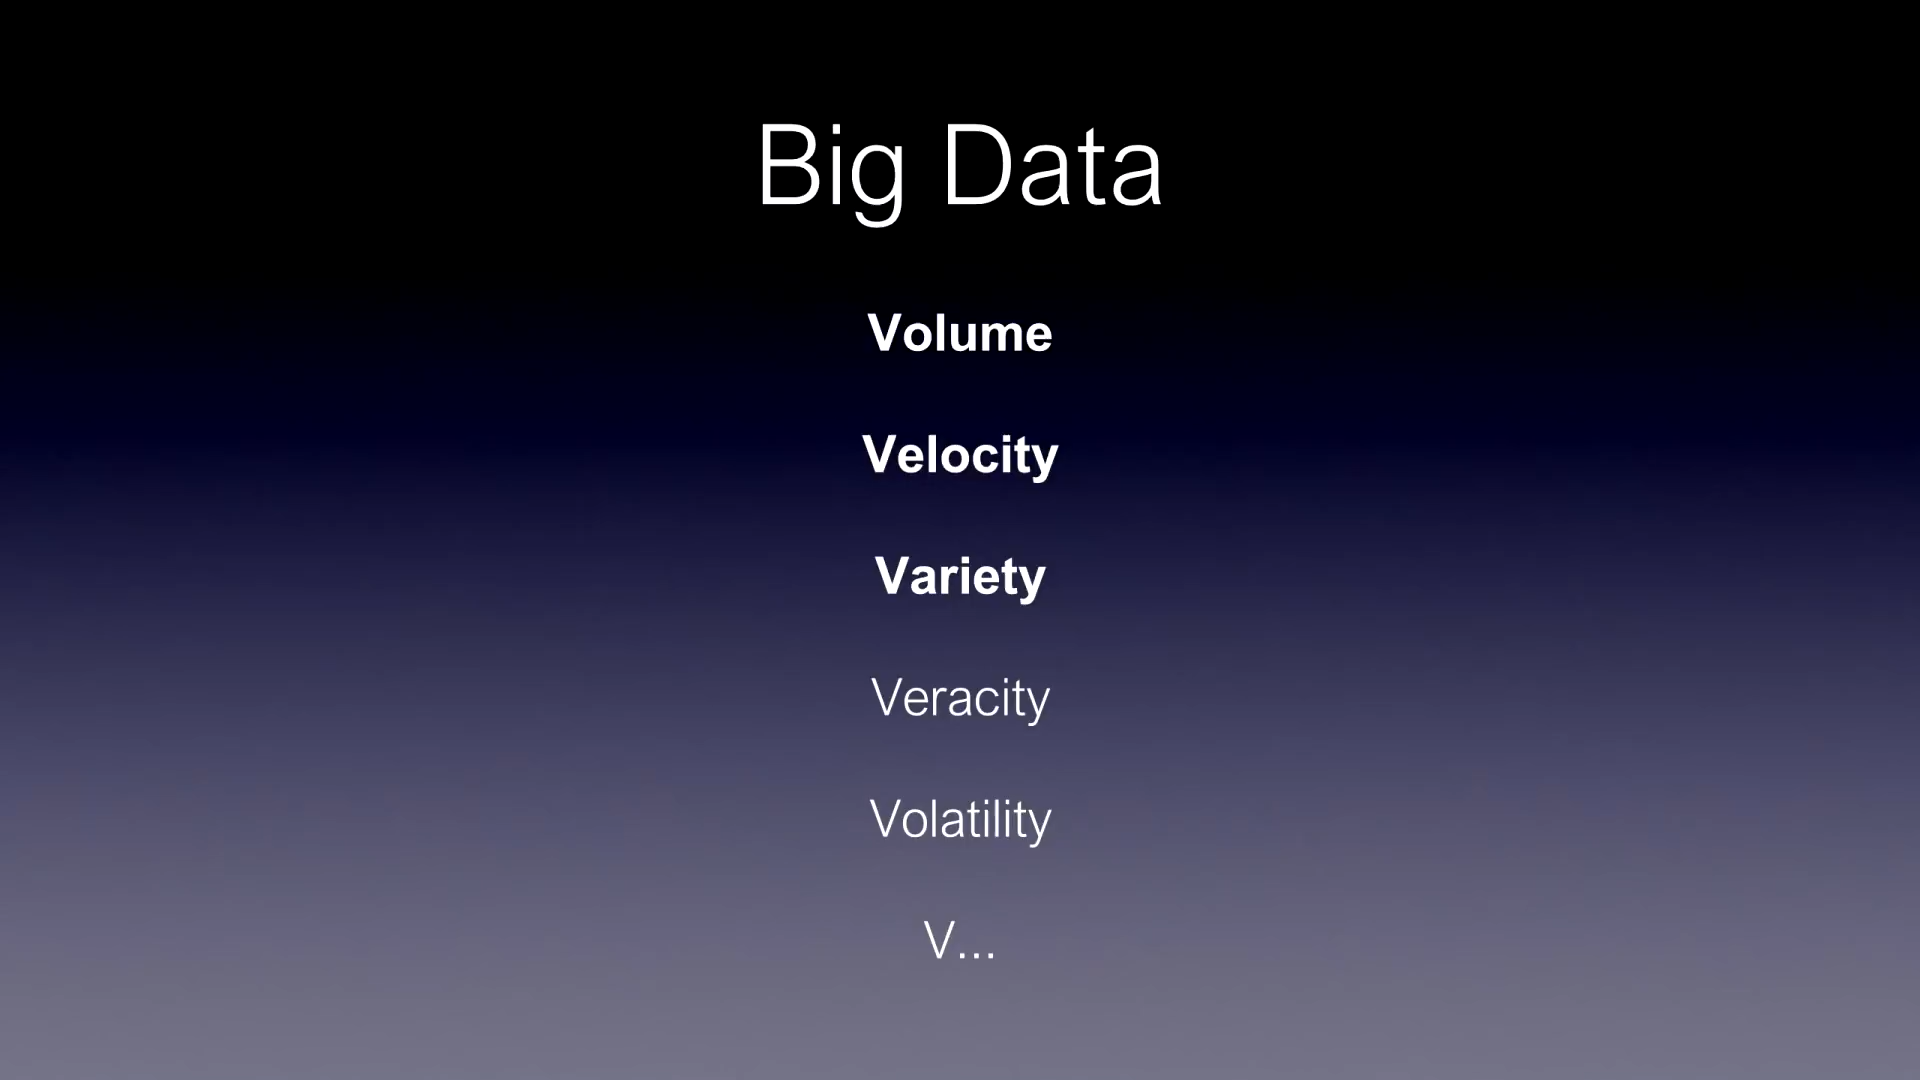 Big Data
Volume
Velocity
Variety
Veracity
Volatility
V...